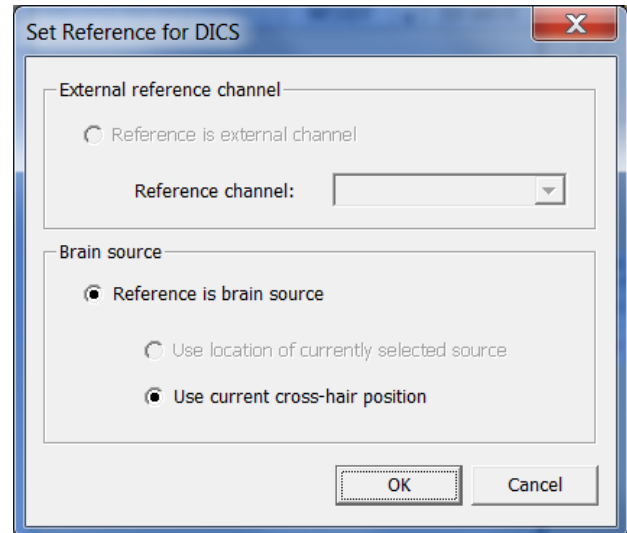 Set Reference for DICS
External reference channel
Reference is external channel
Reference channel:
Brain source
Reference is brain source
Use location of currently selected source
Use current cross-hair position
OK Cancel